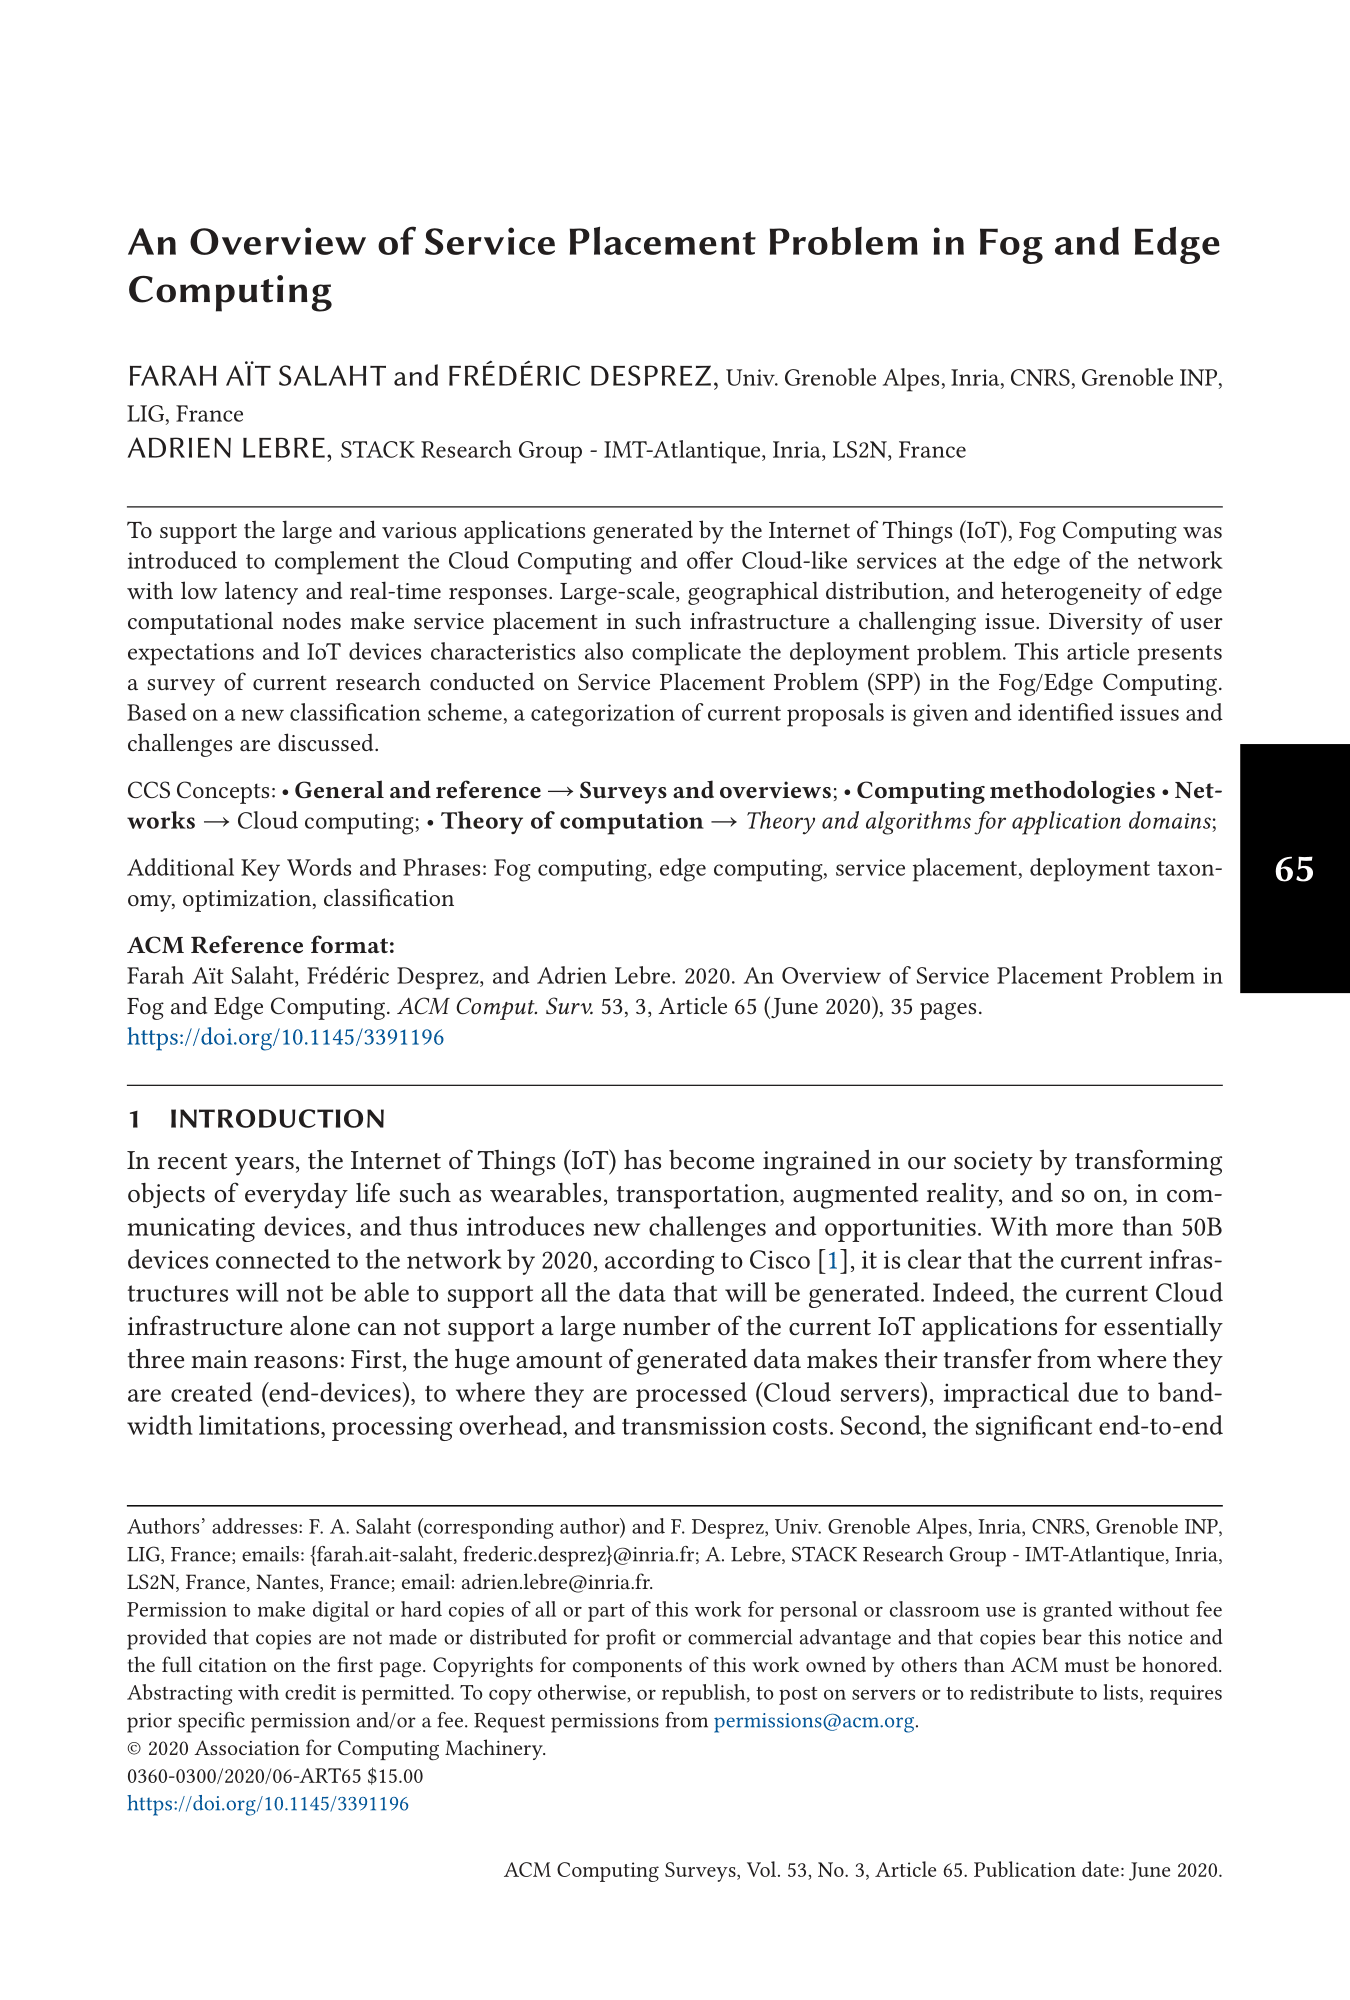 An Overview of Service Placement Problem in Fog and Edge
Computing
FARAH AÏT SALAHT and FRÉDÉRIC DESPREZ, Univ. Grenoble Alpes, Inria, CNRS, Grenoble INP,
LIG, France
ADRIEN LEBRE, STACK Research Group - IMT-Atlantique, Inria, LS2N, France
To support the large and various applications generated by the Internet of Things (IoT), Fog Computing was
introduced to complement the Cloud Computing and offer Cloud-like services at the edge of the network
with low latency and real-time responses. Large-scale, geographical distribution, and heterogeneity of edge
computational nodes make service placement in such infrastructure a challenging issue. Diversity of user
expectations and IoT devices characteristics also complicate the deployment problem. This article presents
a survey of current research conducted on Service Placement Problem (SPP) in the Fog/Edge Computing.
Based on a new classification scheme, a categorization of current proposals is given and identified issues and
challenges are discussed.
CCS Concepts: • General and reference → Surveys and overviews; • Computing methodologies • Net-
works → Cloud computing; • Theory of computation → Theory and algorithms for application domains;
Additional Key Words and Phrases: Fog computing, edge computing, service placement, deployment taxon-
omy, optimization, classification
65
ACM Reference format:
Farah Aït Salaht, Frédéric Desprez, and Adrien Lebre. 2020. An Overview of Service Placement Problem in
Fog and Edge Computing. ACM Comput. Surv. 53, 3, Article 65 (June 2020), 35 pages.
https://doi.org/10.1145/3391196
1 INTRODUCTION
In recent years, the Internet of Things (IoT) has become ingrained in our society by transforming
objects of everyday life such as wearables, transportation, augmented reality, and so on, in com-
municating devices, and thus introduces new challenges and opportunities. With more than 50B
devices connected to the network by 2020, according to Cisco [1], it is clear that the current infras-
tructures will not be able to support all the data that will be generated. Indeed, the current Cloud
infrastructure alone can not support a large number of the current IoT applications for essentially
three main reasons: First, the huge amount of generated data makes their transfer from where they
are created (end-devices), to where they are processed (Cloud servers), impractical due to band-
width limitations, processing overhead, and transmission costs. Second, the significant end-to-end
Authors' addresses: F. A. Salaht (corresponding author) and F. Desprez, Univ. Grenoble Alpes, Inria, CNRS, Grenoble INP,
LIG, France; emails: {farah.ait-salaht, frederic.desprez}@inria.fr; A. Lebre, STACK Research Group - IMT-Atlantique, Inria,
LS2N, France, Nantes, France; email: adrien.lebre@inria.fr.
Permission to make digital or hard copies of all or part of this work for personal or classroom use is granted without fee
provided that copies are not made or distributed for profit or commercial advantage and that copies bear this notice and
the full citation on the first page. Copyrights for components of this work owned by others than ACM must be honored.
Abstracting with credit is permitted. To copy otherwise, or republish, to post on servers or to redistribute to lists, requires
prior specific permission and/or a fee. Request permissions from permissions@acm.org.
© 2020 Association for Computing Machinery.
0360-0300/2020/06-ART65 $15.00
https://doi.org/10.1145/3391196
ACM Computing Surveys, Vol. 53, No. 3, Article 65. Publication date: June 2020.